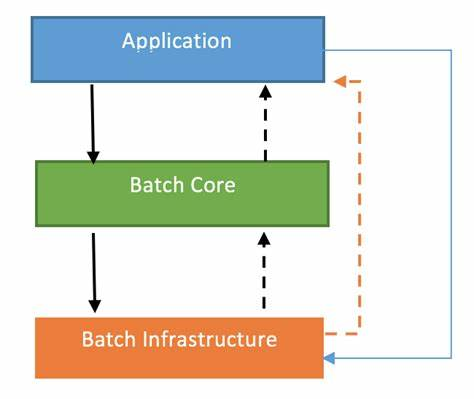 Application
Batch Core
Batch Infrastructure